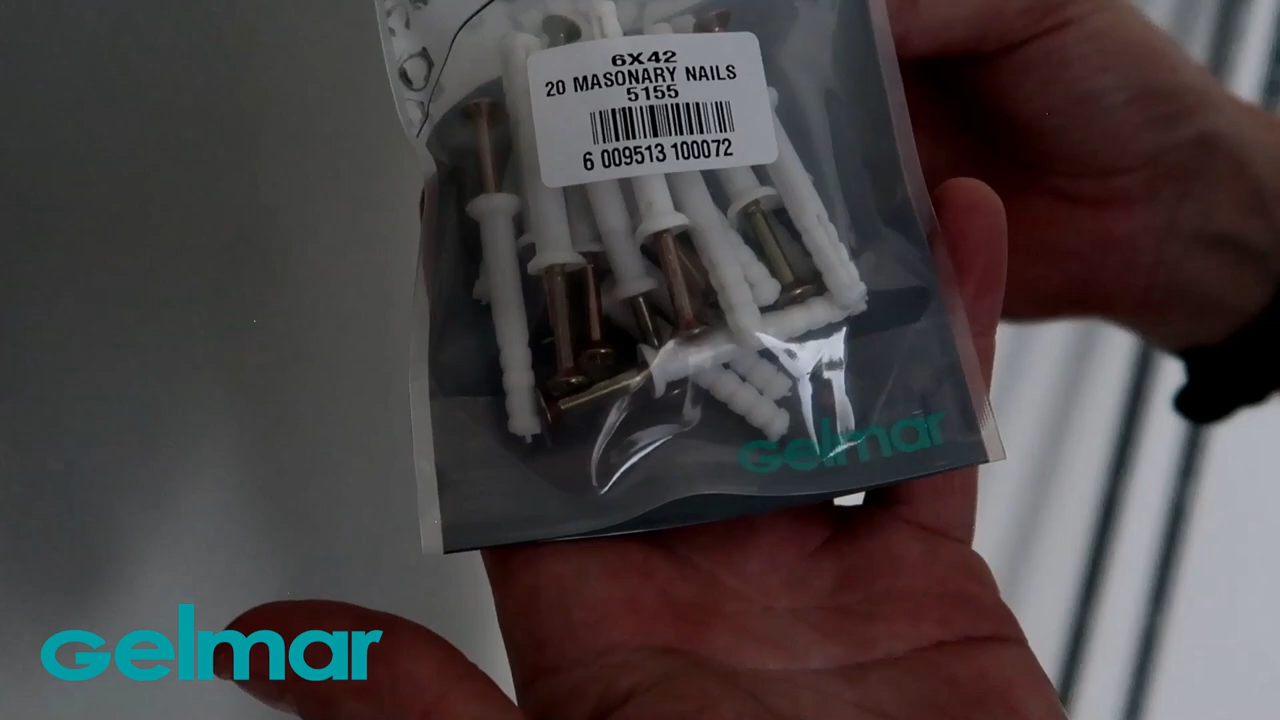 6X42
20 MASONARY NAILS
5155
6 009513 100072
Gelmar
Gelmar